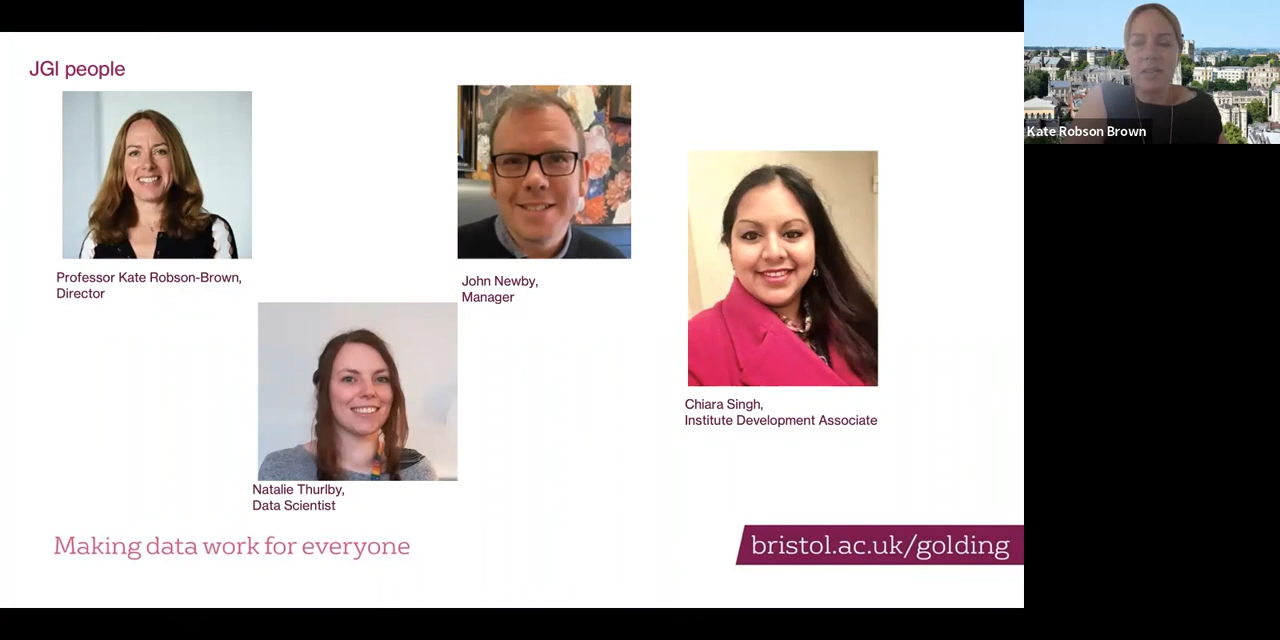 JGI people
Professor Kate Robson-Brown,
Director
John Newby,
Manager
Chiara Singh,
Institute Development Associate
Natalie Thurlby,
Data Scientist
Making data work for everyone
bristol.ac.uk/golding
Kate Robson Brown